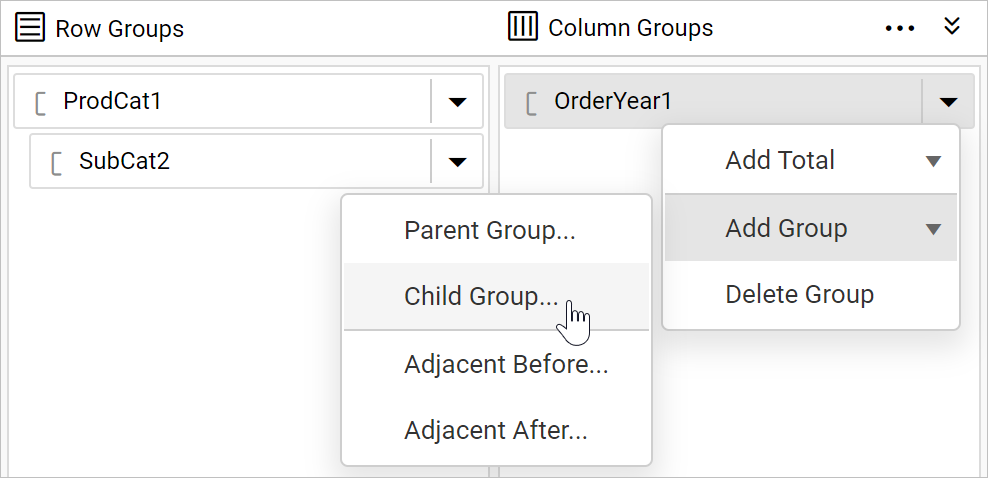 Row Groups
Column Groups
ProdCat1
SubCat2
OrderYear1
Add Total
Add Group
Delete Group
Parent Group...
Child Group...
Adjacent Before...
Adjacent After...